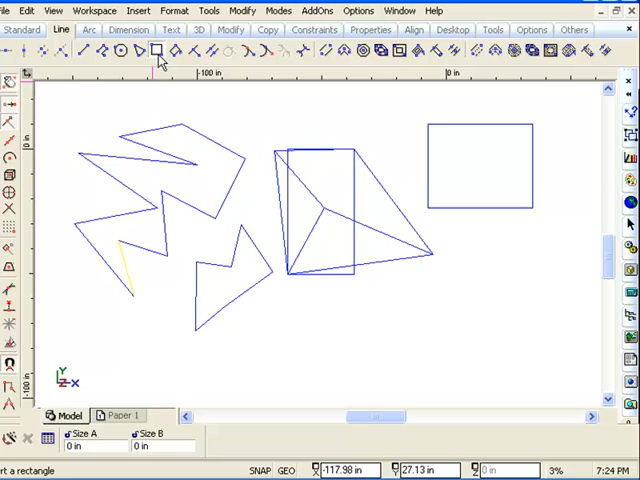 File Edit View Workspace Insert Format Tools Modify Modes AddOns Options Window Help
Standard Line Arc Dimension Text 3D Modify Copy Constraints Properties Align Desktop Tools Options Others
-100 in 0 in
0 in
-100 in
Y
Z X
Model Paper 1
Size A Size B
0 in 0 in
rt a rectangle SNAP GEO X -117.98 in Y 27.13 in Z 0 in 3% 7:24 PM